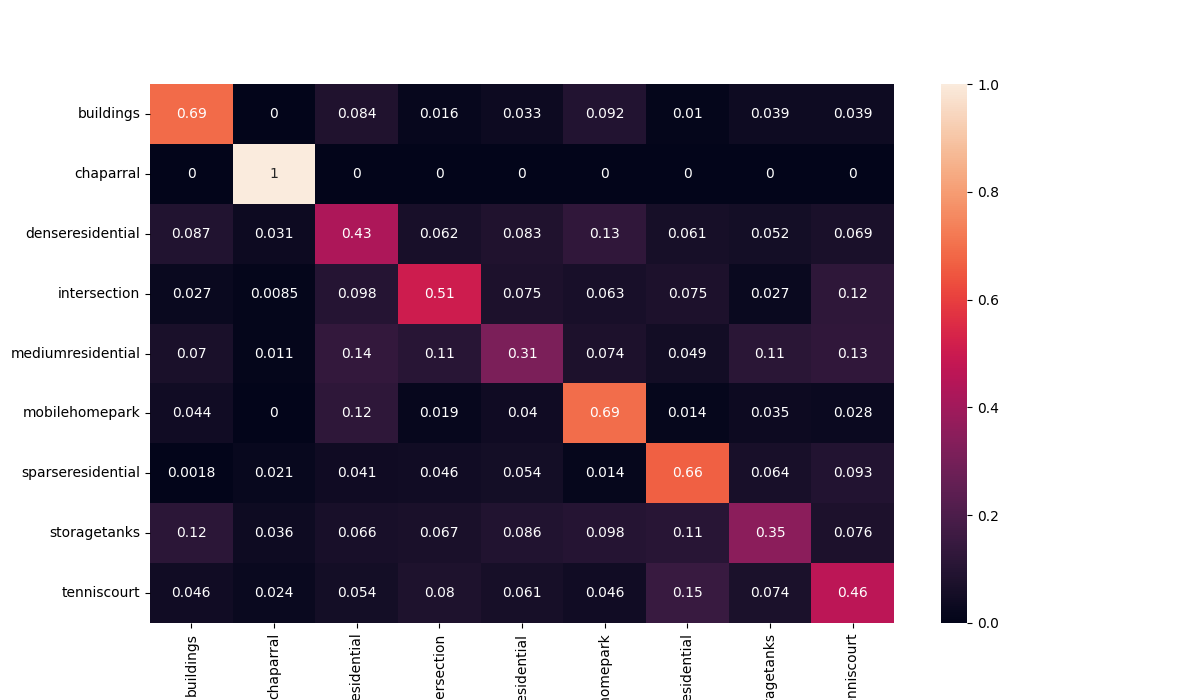 buildings 0.69 0 0.084 0.016 0.033 0.092 0.01 0.039 0.039
chaparral 0 1 0 0 0 0 0 0 0
denseresidential 0.087 0.031 0.43 0.062 0.083 0.13 0.061 0.052 0.069
intersection 0.027 0.0085 0.098 0.51 0.075 0.063 0.075 0.027 0.12
mediumresidential 0.07 0.011 0.14 0.11 0.31 0.074 0.049 0.11 0.13
mobilehomepark 0.044 0 0.12 0.019 0.04 0.69 0.014 0.035 0.028
sparseresidential 0.0018 0.021 0.041 0.046 0.054 0.014 0.66 0.064 0.093
storagetanks 0.12 0.036 0.066 0.067 0.086 0.098 0.11 0.35 0.076
tenniscourt 0.046 0.024 0.054 0.08 0.061 0.046 0.15 0.074 0.46
buildings
chaparral
esidential
ersection
esidential
omepark
esidential
agetanks
nniscourt
1.0
0.8
0.6
0.4
0.2
0.0